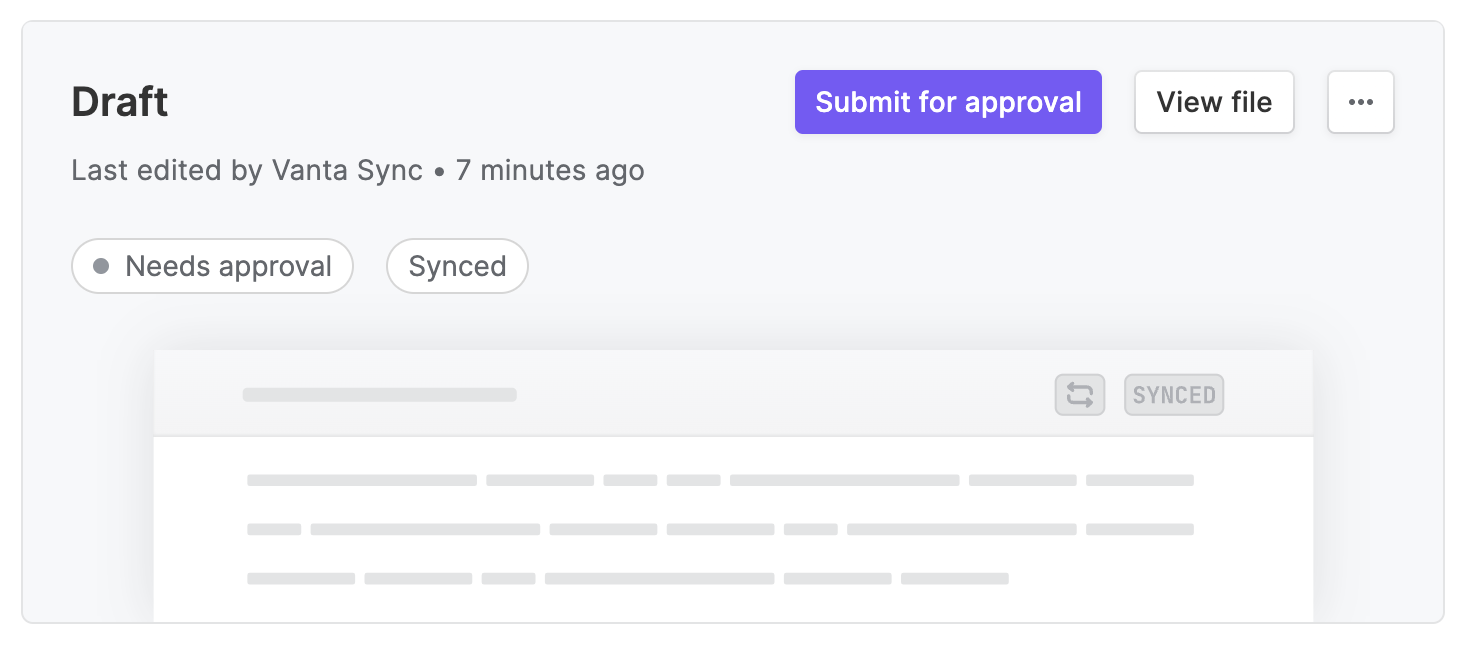 Draft
Submit for approval
View file
Last edited by Vanta Sync • 7 minutes ago
Needs approval
Synced
SYNCED